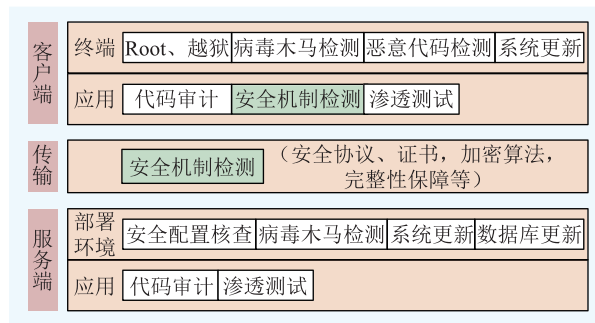 客户端
终端 Root、越狱 病毒木马检测 恶意代码检测 系统更新
应用 代码审计 安全机制检测 渗透测试
传输
安全机制检测 （安全协议、证书，加密算法，
完整性保障等）
服务端
部署环境 安全配置核查 病毒木马检测 系统更新 数据库更新
应用 代码审计 渗透测试